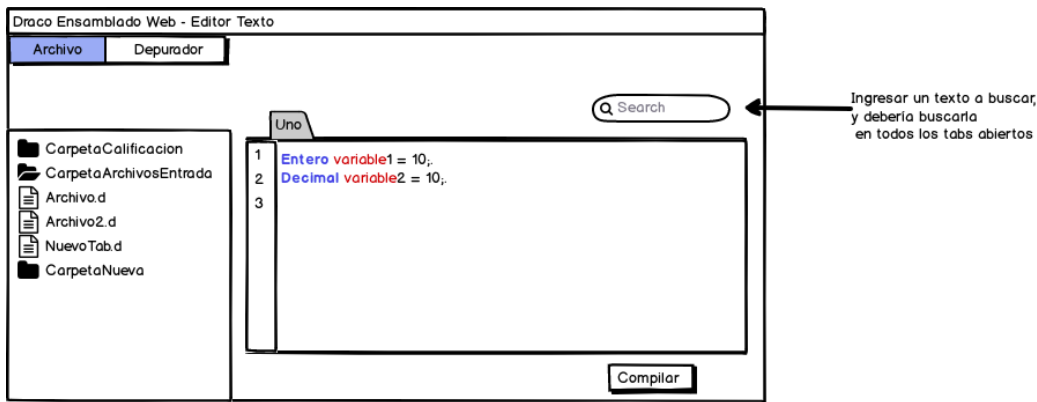 Draco Ensamblado Web - Editor Texto
Archivo
Depurador
Search
Ingresar un texto a buscar,
y debería buscarla
en todos los tabs abiertos
Uno
CarpetaCalificacion
CarpetaArchivosEntrada
Archivo.d
Archivo2.d
NuevoTab.d
CarpetaNueva
1 Entero variable1 = 10;.
2 Decimal variable2 = 10;.
3
Compilar